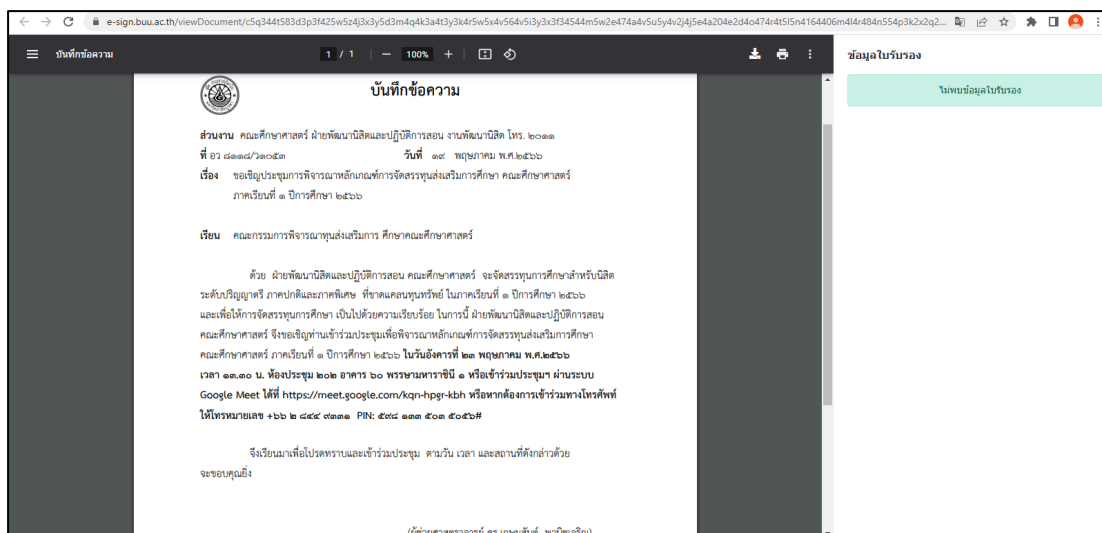 e-sign.buu.ac.th/viewDocument/
บันทึกข้อความ
1 / 1
100%
ข้อมูลใบรับรอง
ไม่พบข้อมูลใบรับรอง
บันทึกข้อความ
ส่วนงาน คณะศึกษาศาสตร์ ฝ่ายพัฒนานิสิตและปฏิบัติการสอน งานพัฒนานิสิต โทร. ๒๐๑๑
ที่ อว ๘๑๑๘/ว๑๐๕๓ วันที่ ๑๙ พฤษภาคม พ.ศ.๒๕๖๖
เรื่อง ขอเชิญประชุมการพิจารณาหลักเกณฑ์การจัดสรรทุนส่งเสริมการศึกษา คณะศึกษาศาสตร์
ภาคเรียนที่ ๑ ปีการศึกษา ๒๕๖๖
เรียน คณะกรรมการพิจารณาทุนส่งเสริมการ ศึกษาคณะศึกษาศาสตร์
ด้วย ฝ่ายพัฒนานิสิตและปฏิบัติการสอน คณะศึกษาศาสตร์ จะจัดสรรทุนการศึกษาสำหรับนิสิต
ระดับปริญญาตรี ภาคปกติและภาคพิเศษ ที่ขาดแคลนทุนทรัพย์ ในภาคเรียนที่ ๑ ปีการศึกษา ๒๕๖๖
และเพื่อให้การจัดสรรทุนการศึกษา เป็นไปด้วยความเรียบร้อย ในการนี้ ฝ่ายพัฒนานิสิตและปฏิบัติการสอน
คณะศึกษาศาสตร์ จึงขอเชิญท่านเข้าร่วมประชุมเพื่อพิจารณาหลักเกณฑ์การจัดสรรทุนส่งเสริมการศึกษา
คณะศึกษาศาสตร์ ภาคเรียนที่ ๑ ปีการศึกษา ๒๕๖๖ ในวันอังคารที่ ๒๓ พฤษภาคม พ.ศ.๒๕๖๖
เวลา ๑๓.๓๐ น. ห้องประชุม ๒๐๒ อาคาร ๖๐ พรรษามหาราชินี ๑ หรือเข้าร่วมประชุมฯ ผ่านระบบ
Google Meet ได้ที่ https://meet.google.com/kqn-hpgr-kbh หรือหากต้องการเข้าร่วมทางโทรศัพท์
ให้โทรหมายเลข +๖๖ ๒ ๘๔๔ ๙๓๓๑ PIN: ๕๙๘ ๑๓๓ ๕๐๓ ๕๐๕๖#
จึงเรียนมาเพื่อโปรดทราบและเข้าร่วมประชุม ตามวัน เวลา และสถานที่ดังกล่าวด้วย
จะขอบคุณยิ่ง